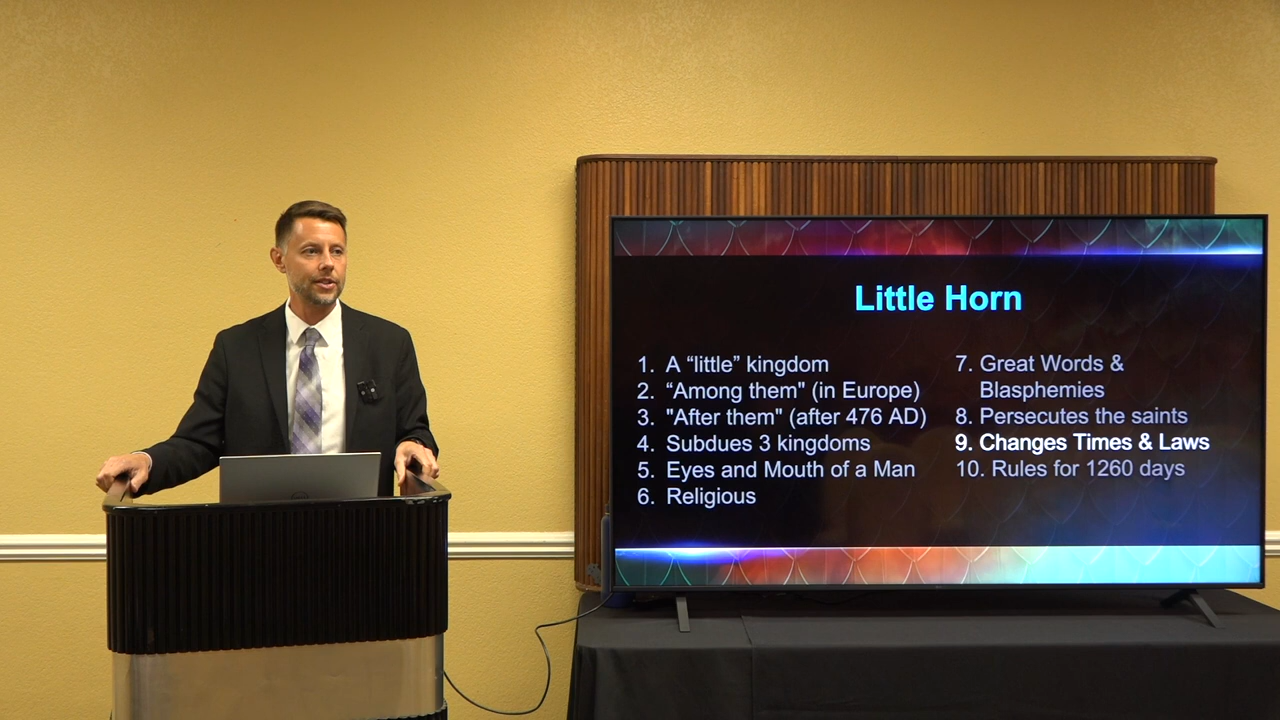 Little Horn
1. A “little” kingdom
2. “Among them" (in Europe)
3. "After them" (after 476 AD)
4. Subdues 3 kingdoms
5. Eyes and Mouth of a Man
6. Religious
7. Great Words &
Blasphemies
8. Persecutes the saints
9. Changes Times & Laws
10. Rules for 1260 days